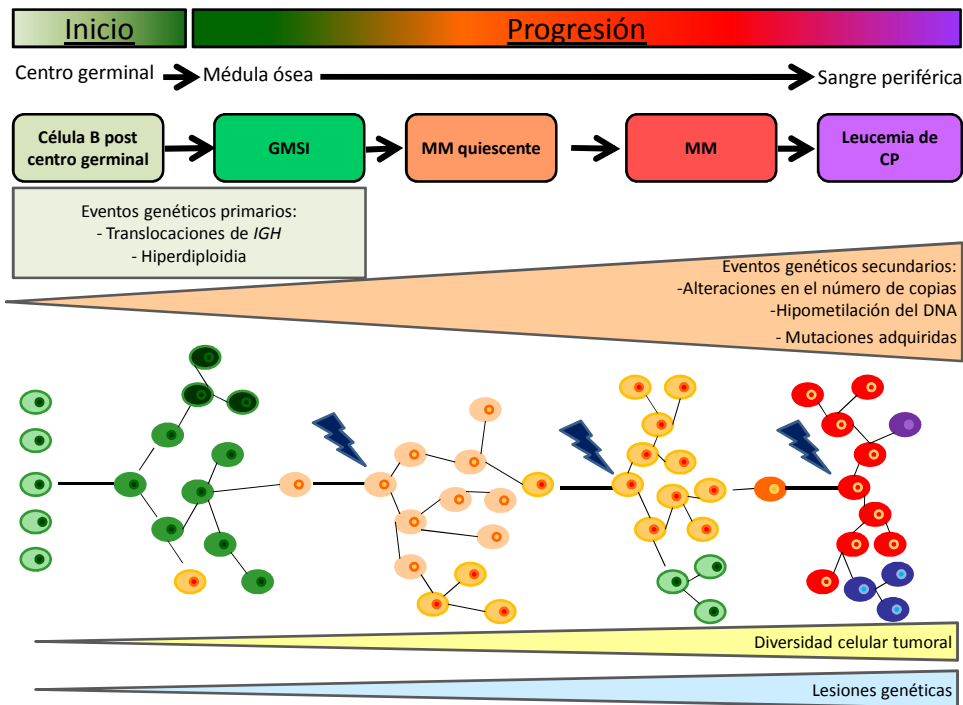 Inicio
Progresión
Centro germinal
Médula ósea
Sangre periférica
Célula B post
centro germinal
GMSI
MM quiescente
MM
Leucemia de
CP
Eventos genéticos primarios:
- Translocaciones de IGH
- Hiperdiploidia
Eventos genéticos secundarios:
-Alteraciones en el número de copias
-Hipometilación del DNA
- Mutaciones adquiridas
Diversidad celular tumoral
Lesiones genéticas